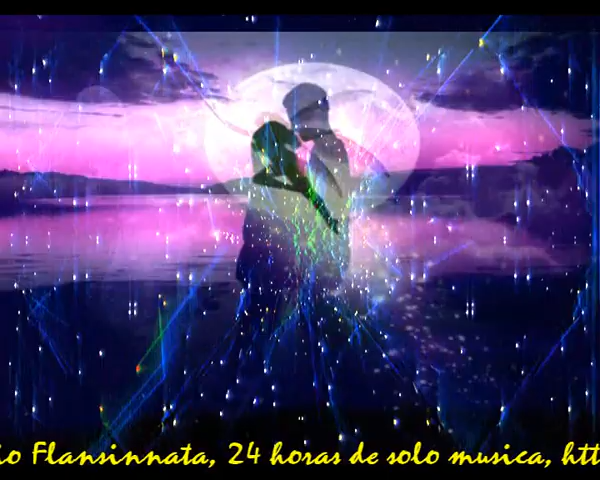 io Flansinnata, 24 horas de solo musica, htt